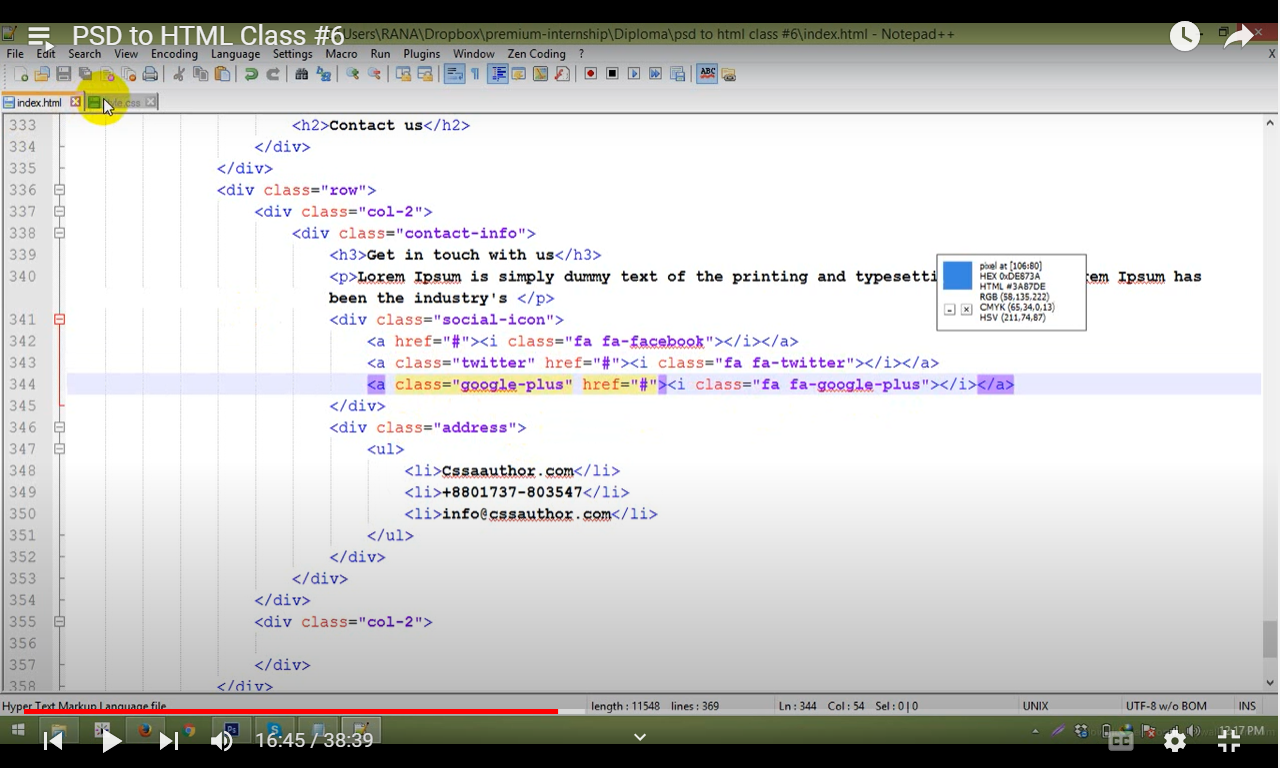 PSD to HTML Class #6
Users\RANA\Dropbox\premium-internship\Diploma\psd to html class #6\index.html - Notepad++
File Edit Search View Encoding Language Settings Macro Run Plugins Window Zen Coding ? X
index.html
333 <h2>Contact us</h2>
334 </div>
335 </div>
336 <div class="row">
337 <div class="col-2">
338 <div class="contact-info">
339 <h3>Get in touch with us</h3>
340 <p>Lorem Ipsum is simply dummy text of the printing and typesetti Ipsum has
been the industry's </p>
341 <div class="social-icon">
342 <a href="#"><i class="fa fa-facebook"></i></a>
343 <a class="twitter" href="#"><i class="fa fa-twitter"></i></a>
344 <a class="google-plus" href="#"><i class="fa fa-google-plus"></i></a>
345 </div>
346 <div class="address">
347 <ul>
348 <li>Cssaauthor.com</li>
349 <li>+8801737-803547</li>
350 <li>info@cssauthor.com</li>
351 </ul>
352 </div>
353 </div>
354 </div>
355 <div class="col-2">
356
357 </div>
358 </div>
pixel at [106:80]
HEX 0xDE873A
HTML #3A87DE
RGB (58,135,222)
CMYK (65,34,0,13)
HSV (211,74,87)
Hyper Text Markup Language file length : 11548 lines : 369 Ln : 344 Col : 54 Sel : 0 | 0 UNIX UTF-8 w/o BOM INS
16:45 / 38:39
CC
12:17 PM